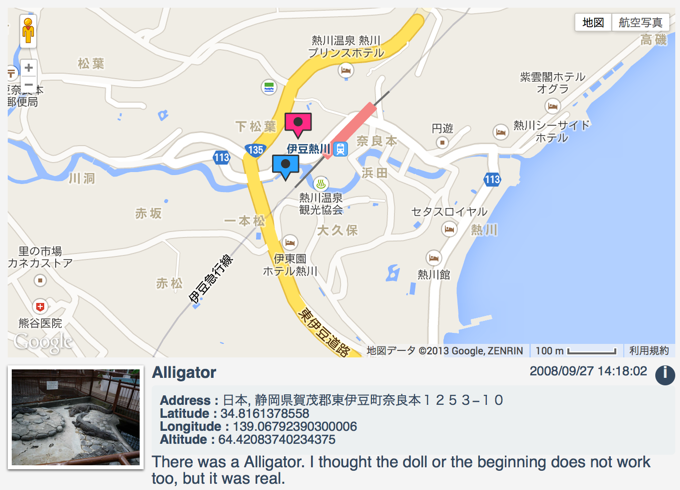 地図 航空写真
高磯
熱川温泉 熱川
プリンスホテル
松葉
紫雲閣ホテル
オグラ
東奈良本
郵便局
下松葉
円遊
熱川シーサイド
ホテル
135
伊豆熱川
奈良本
113
浜田
113
川洞
熱川温泉
観光協会
赤坂
一本松
セタスロイヤル
熱川
大久保
里の市場
カネカストア
伊東園
ホテル熱川
熱川館
赤松
伊豆急行線
熊谷医院
東伊豆道路
Google
地図データ ©2013 Google, ZENRIN 100 m 利用規約
Alligator 2008/09/27 14:18:02 i
Address : 日本, 静岡県賀茂郡東伊豆町奈良本１２５３−１０
Latitude : 34.8161378558
Longitude : 139.06792390300006
Altitude : 64.42083740234375
There was a Alligator. I thought the doll or the beginning does not work
too, but it was real.